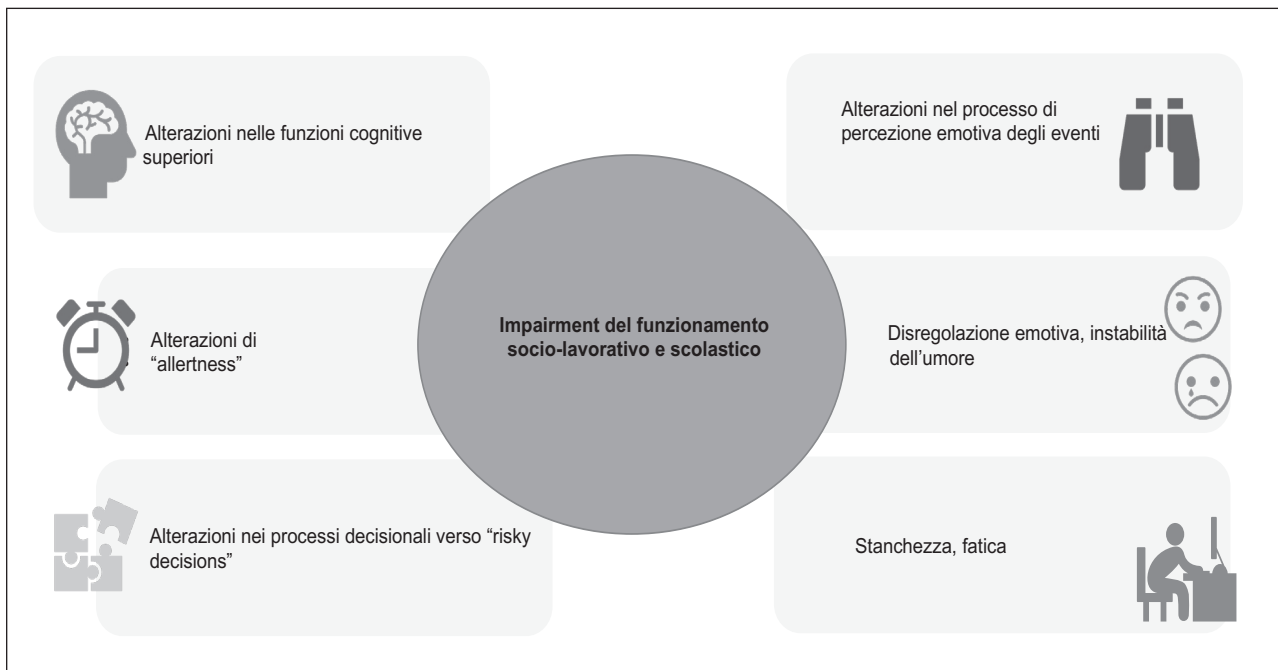 Alterazioni nelle funzioni cognitive
superiori
Alterazioni nel processo di
percezione emotiva degli eventi
Impairment del funzionamento
socio-lavorativo e scolastico
Alterazioni di
“allertness”
Disregolazione emotiva, instabilità
dell’umore
Alterazioni nei processi decisionali verso “risky
decisions”
Stanchezza, fatica